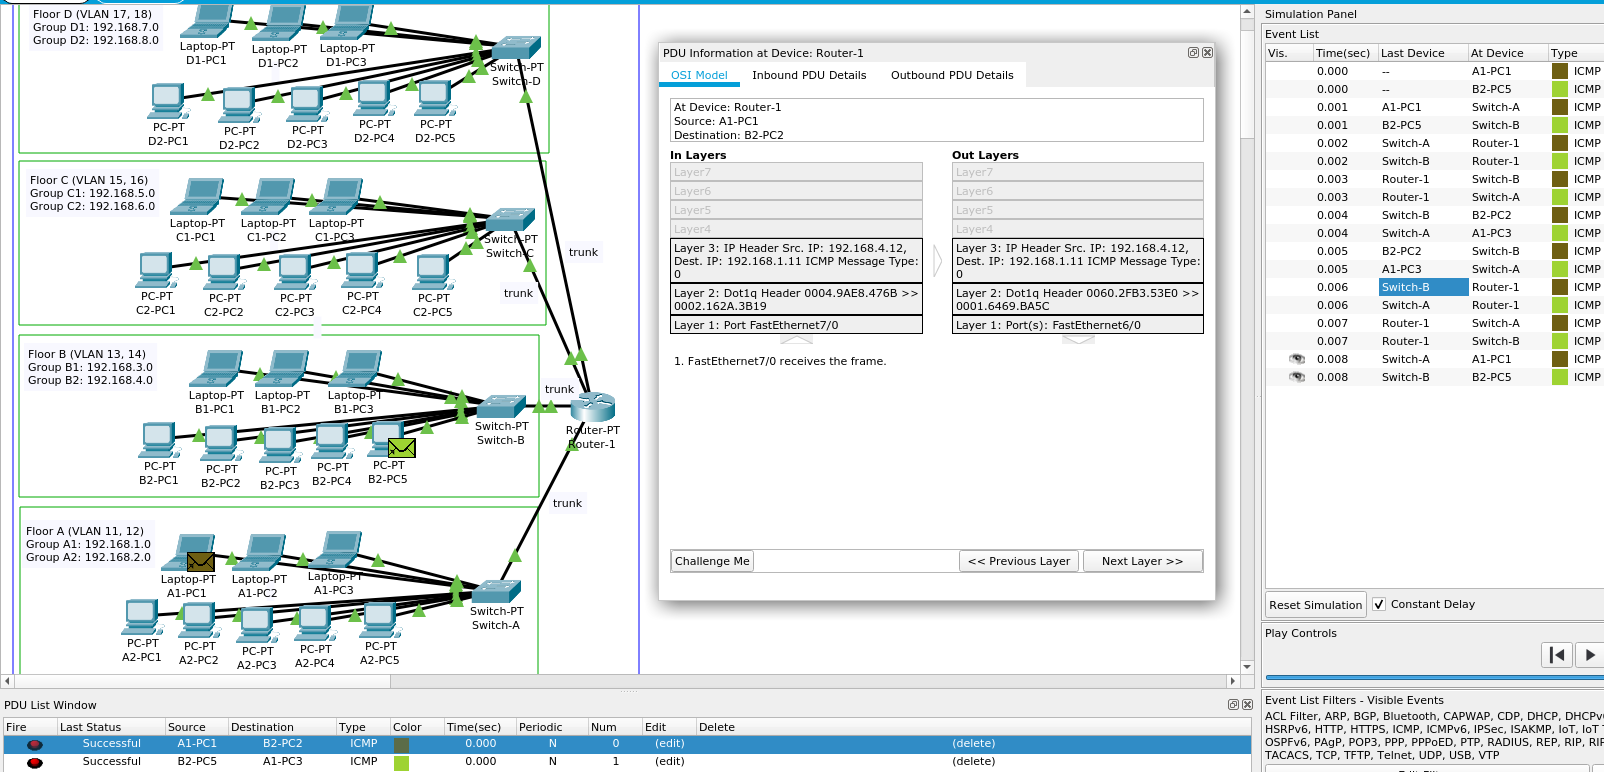 Floor D (VLAN 17, 18)
Group D1: 192.168.7.0
Group D2: 192.168.8.0
Laptop-PT
D1-PC1
Laptop-PT
D1-PC2
Laptop-PT
D1-PC3
Switch-PT
Switch-D
PC-PT
D2-PC1
PC-PT
D2-PC2
PC-PT
D2-PC3
PC-PT
D2-PC4
PC-PT
D2-PC5
Floor C (VLAN 15, 16)
Group C1: 192.168.5.0
Group C2: 192.168.6.0
Laptop-PT
C1-PC1
Laptop-PT
C1-PC2
Laptop-PT
C1-PC3
Switch-PT
Switch-C
PC-PT
C2-PC1
PC-PT
C2-PC2
PC-PT
C2-PC3
PC-PT
C2-PC4
PC-PT
C2-PC5
trunk
trunk
Floor B (VLAN 13, 14)
Group B1: 192.168.3.0
Group B2: 192.168.4.0
Laptop-PT
B1-PC1
Laptop-PT
B1-PC2
Laptop-PT
B1-PC3
Switch-PT
Switch-B
trunk
Router-PT
Router-1
PC-PT
B2-PC1
PC-PT
B2-PC2
PC-PT
B2-PC3
PC-PT
B2-PC4
PC-PT
B2-PC5
trunk
Floor A (VLAN 11, 12)
Group A1: 192.168.1.0
Group A2: 192.168.2.0
Laptop-PT
A1-PC1
Laptop-PT
A1-PC2
Laptop-PT
A1-PC3
Switch-PT
Switch-A
PC-PT
A2-PC1
PC-PT
A2-PC2
PC-PT
A2-PC3
PC-PT
A2-PC4
PC-PT
A2-PC5
PDU Information at Device: Router-1
OSI Model Inbound PDU Details Outbound PDU Details
At Device: Router-1
Source: A1-PC1
Destination: B2-PC2
In Layers
Layer7
Layer6
Layer5
Layer4
Layer 3: IP Header Src. IP: 192.168.4.12,
Dest. IP: 192.168.1.11 ICMP Message Type:
0
Layer 2: Dot1q Header 0004.9AE8.476B >>
0002.162A.3B19
Layer 1: Port FastEthernet7/0
Out Layers
Layer7
Layer6
Layer5
Layer4
Layer 3: IP Header Src. IP: 192.168.4.12,
Dest. IP: 192.168.1.11 ICMP Message Type:
0
Layer 2: Dot1q Header 0060.2FB3.53E0 >>
0001.6469.BA5C
Layer 1: Port(s): FastEthernet6/0
1. FastEthernet7/0 receives the frame.
Challenge Me << Previous Layer Next Layer >>
Simulation Panel
Event List
Vis. Time(sec) Last Device At Device Type
0.000 -- A1-PC1 ICMP
0.000 -- B2-PC5 ICMP
0.001 A1-PC1 Switch-A ICMP
0.001 B2-PC5 Switch-B ICMP
0.002 Switch-A Router-1 ICMP
0.002 Switch-B Router-1 ICMP
0.003 Router-1 Switch-B ICMP
0.003 Router-1 Switch-A ICMP
0.004 Switch-B B2-PC2 ICMP
0.004 Switch-A A1-PC3 ICMP
0.005 B2-PC2 Switch-B ICMP
0.005 A1-PC3 Switch-A ICMP
0.006 Switch-B Router-1 ICMP
0.006 Switch-A Router-1 ICMP
0.007 Router-1 Switch-A ICMP
0.007 Router-1 Switch-B ICMP
0.008 Switch-A A1-PC1 ICMP
0.008 Switch-B B2-PC5 ICMP
Reset Simulation Constant Delay
Play Controls
Event List Filters - Visible Events
ACL Filter, ARP, BGP, Bluetooth, CAPWAP, CDP, DHCP, DHCPv
HSRPv6, HTTP, HTTPS, ICMP, ICMPv6, IPSec, ISAKMP, IoT, IoT T
OSPFv6, PAgP, POP3, PPP, PPPoED, PTP, RADIUS, REP, RIP, RIP
TACACS, TCP, TFTP, Telnet, UDP, USB, VTP
PDU List Window
Fire Last Status Source Destination Type Color Time(sec) Periodic Num Edit Delete
Successful A1-PC1 B2-PC2 ICMP 0.000 N 0 (edit) (delete)
Successful B2-PC5 A1-PC3 ICMP 0.000 N 1 (edit) (delete)